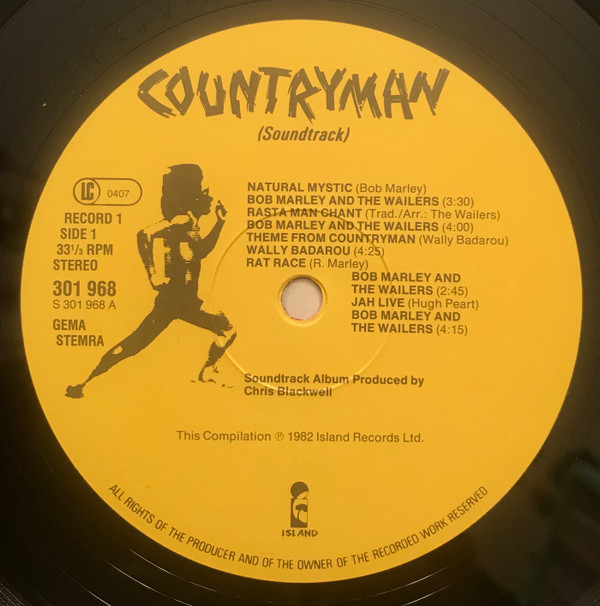 COUNTRYMAN
(Soundtrack)
LC 0407
RECORD 1
SIDE 1
33⅓ RPM
STEREO
301 968
S 301 968 A
GEMA
STEMRA
NATURAL MYSTIC (Bob Marley)
BOB MARLEY AND THE WAILERS (3:30)
RASTA MAN CHANT (Trad./Arr.: The Wailers)
BOB MARLEY AND THE WAILERS (4:00)
THEME FROM COUNTRYMAN (Wally Badarou)
WALLY BADAROU (4:25)
RAT RACE (R. Marley)
BOB MARLEY AND
THE WAILERS (2:45)
JAH LIVE (Hugh Peart)
BOB MARLEY AND
THE WAILERS (4:15)
Soundtrack Album Produced by
Chris Blackwell
This Compilation ℗ 1982 Island Records Ltd.
ISLAND
ALL RIGHTS OF THE PRODUCER AND OF THE OWNER OF THE RECORDED WORK RESERVED